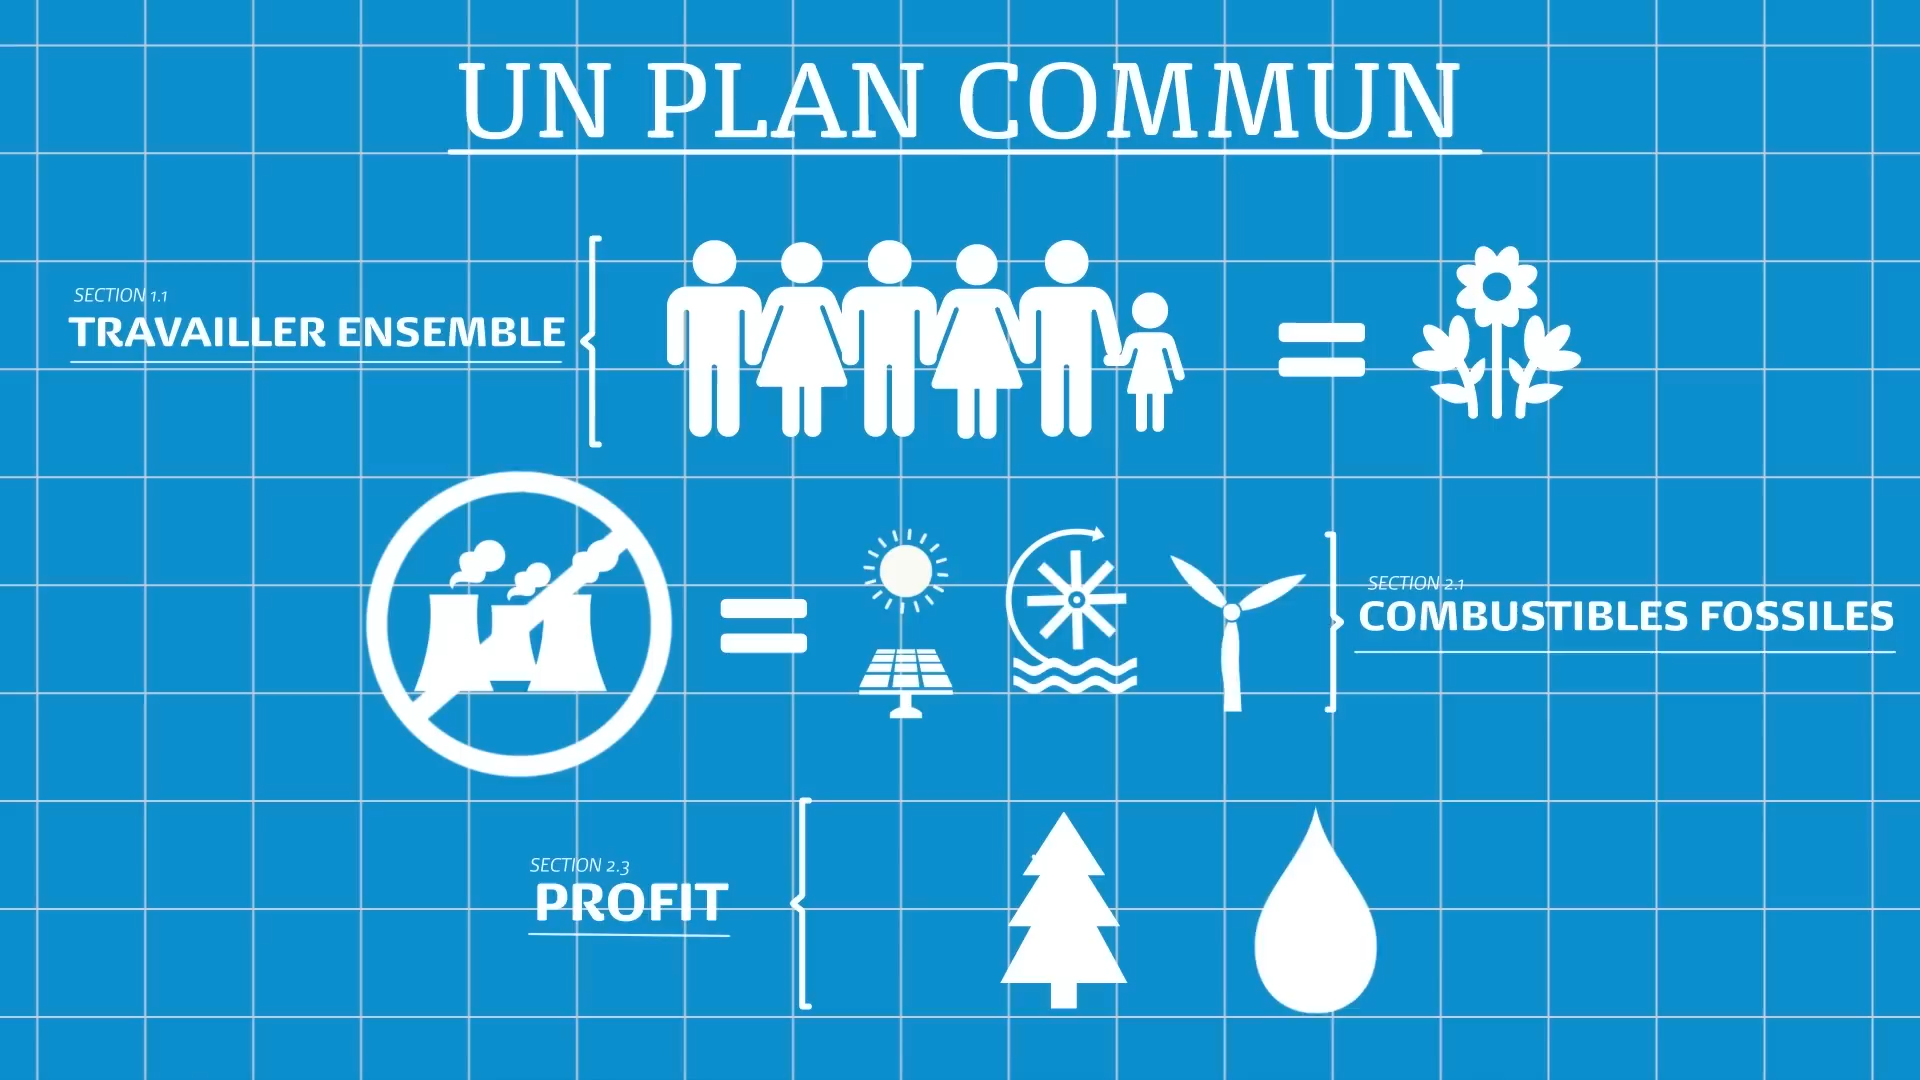 UN PLAN COMMUN
SECTION 1.1
TRAVAILLER ENSEMBLE
SECTION 2.1
COMBUSTIBLES FOSSILES
SECTION 2.3
PROFIT